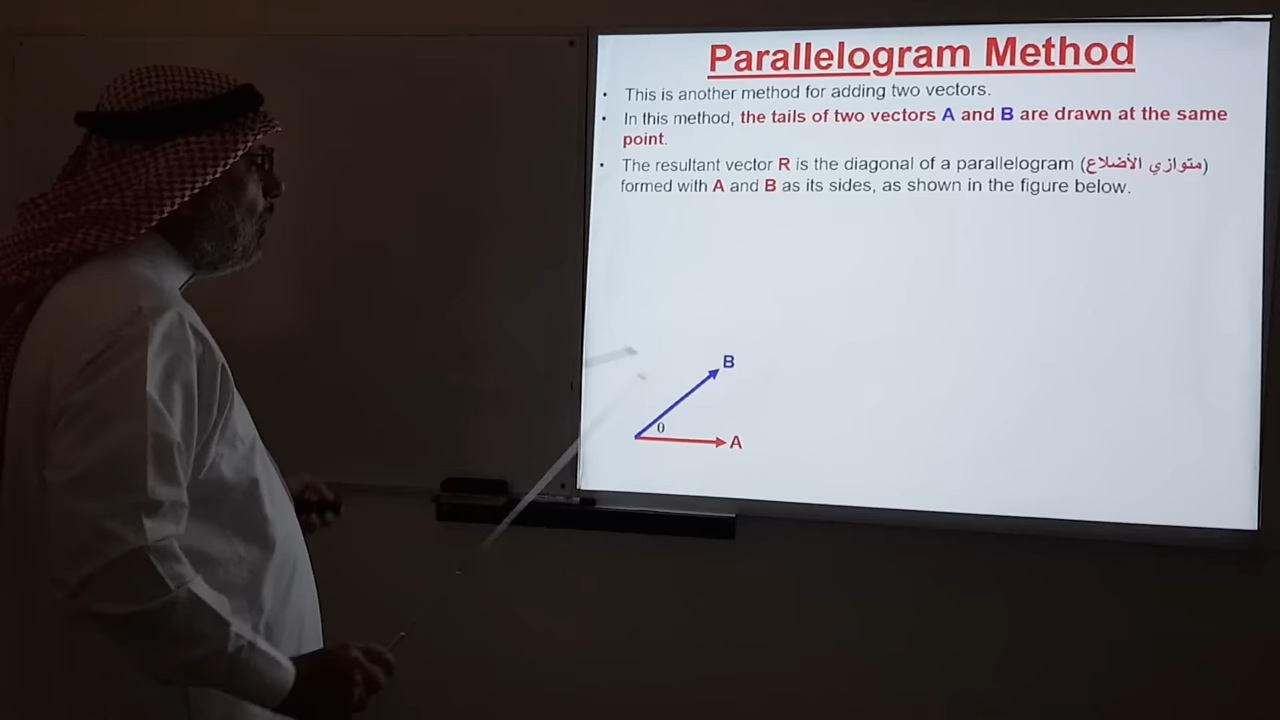 Parallelogram Method
• This is another method for adding two vectors.
• In this method, the tails of two vectors A and B are drawn at the same
point.
• The resultant vector R is the diagonal of a parallelogram (متوازي الأضلاع)
formed with A and B as its sides, as shown in the figure below.
B
θ
A